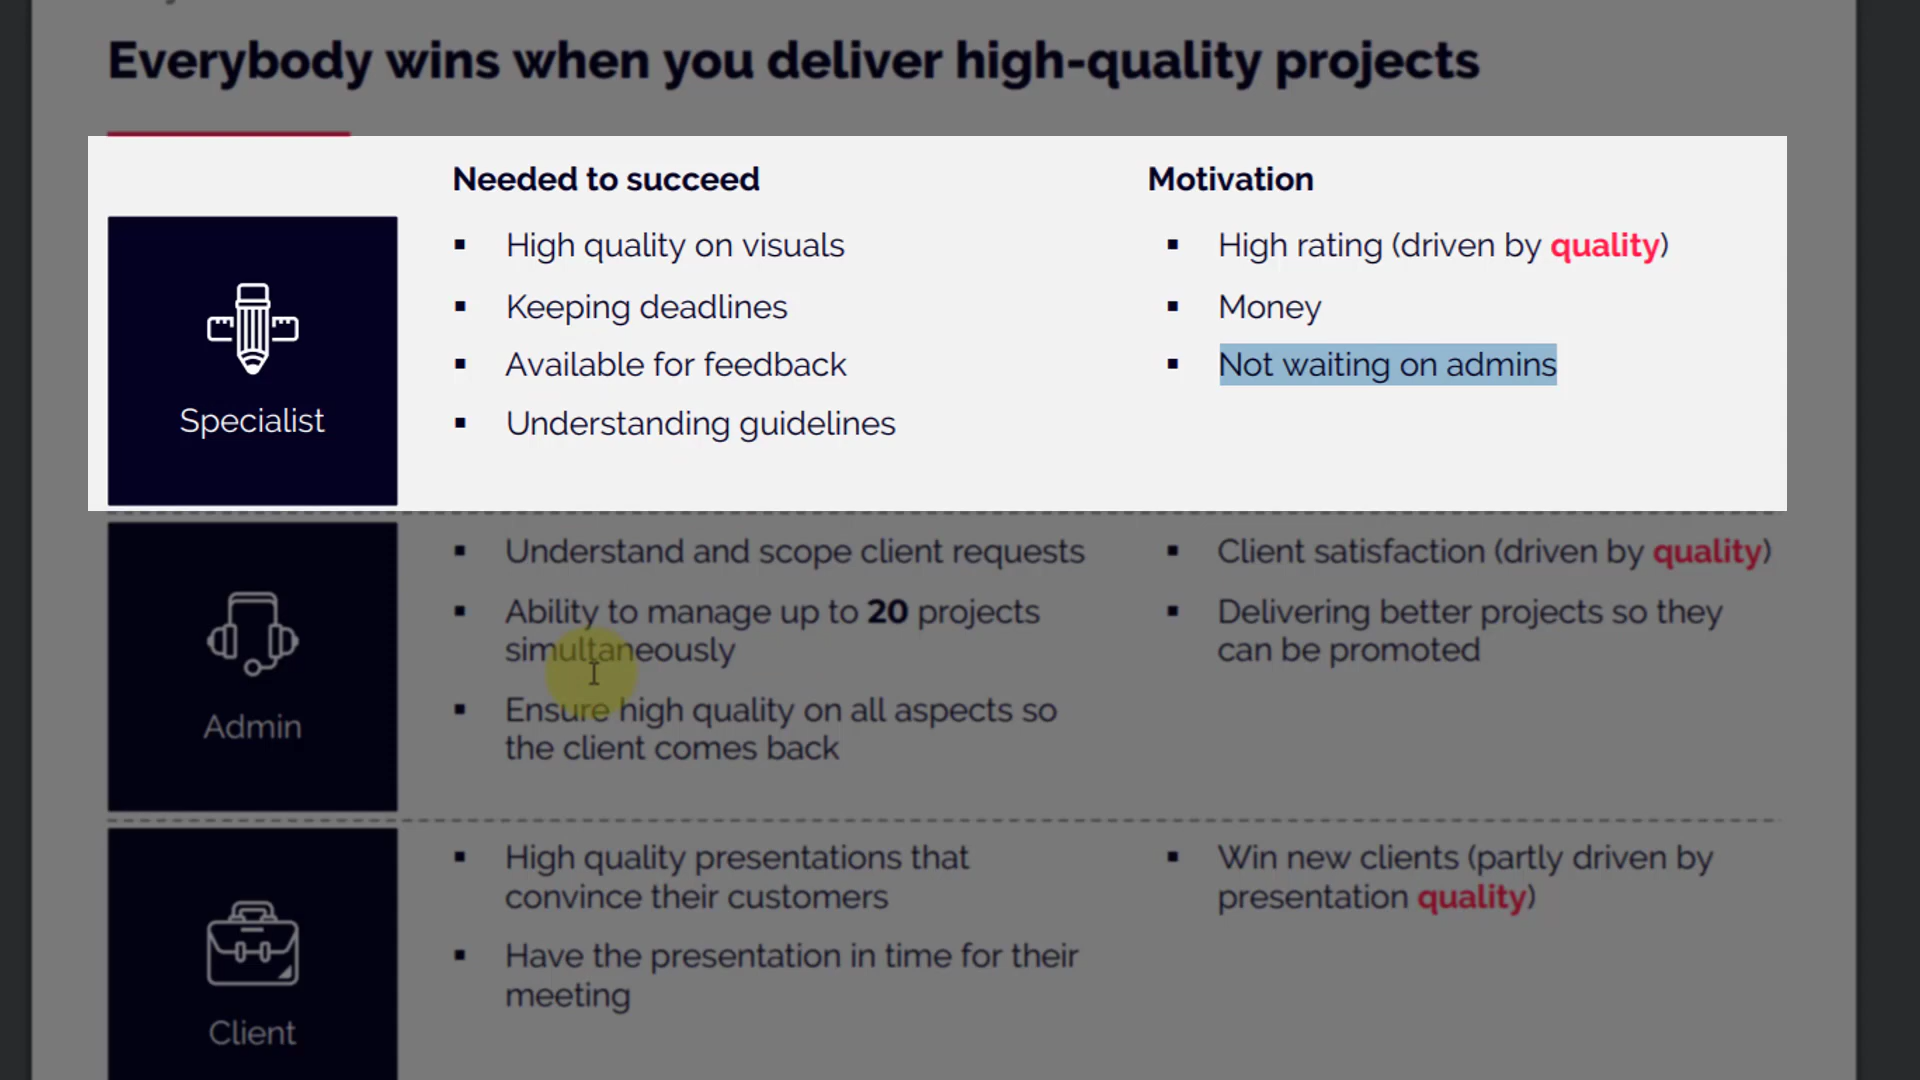 Everybody wins when you deliver high-quality projects
Needed to succeed
Motivation
Specialist
High quality on visuals
Keeping deadlines
Available for feedback
Understanding guidelines
High rating (driven by quality)
Money
Not waiting on admins
Admin
Understand and scope client requests
Ability to manage up to 20 projects
simultaneously
Ensure high quality on all aspects so
the client comes back
Client satisfaction (driven by quality)
Delivering better projects so they
can be promoted
Client
High quality presentations that
convince their customers
Have the presentation in time for their
meeting
Win new clients (partly driven by
presentation quality)